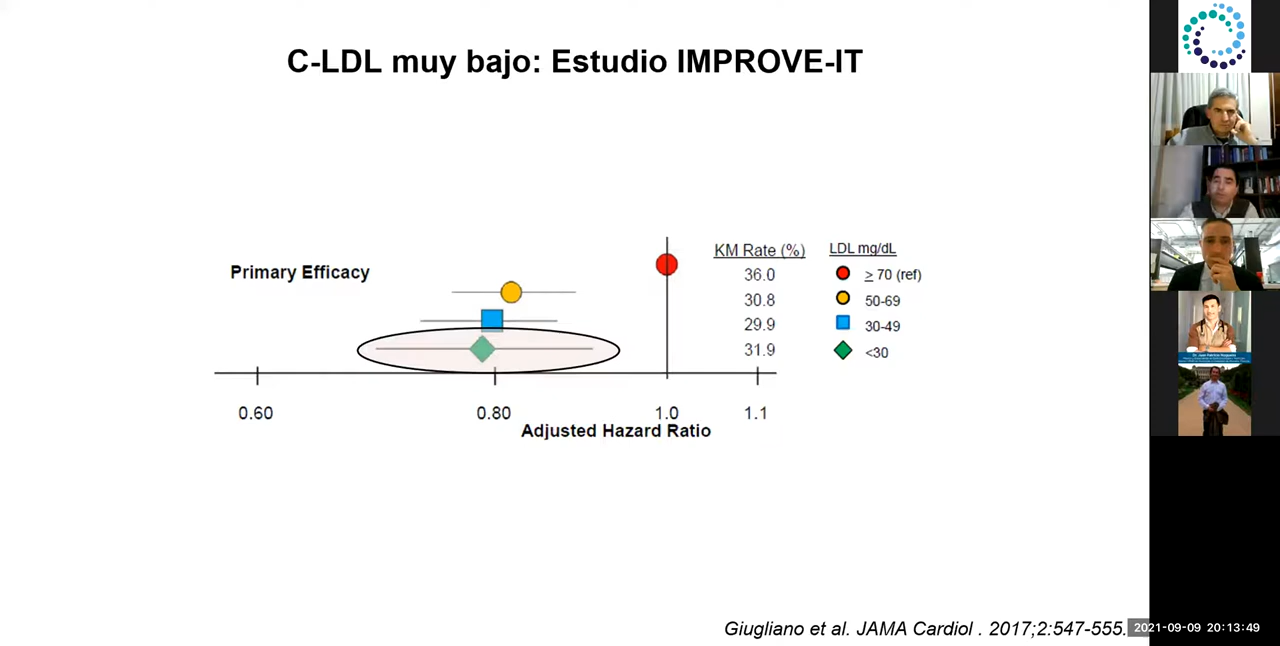 C-LDL muy bajo: Estudio IMPROVE-IT
Primary Efficacy
KM Rate (%)
36.0
30.8
29.9
31.9
LDL mg/dL
≥ 70 (ref)
50-69
30-49
<30
0.60
0.80
1.0
1.1
Adjusted Hazard Ratio
Giugliano et al. JAMA Cardiol . 2017;2:547-555.
2021-09-09 20:13:49